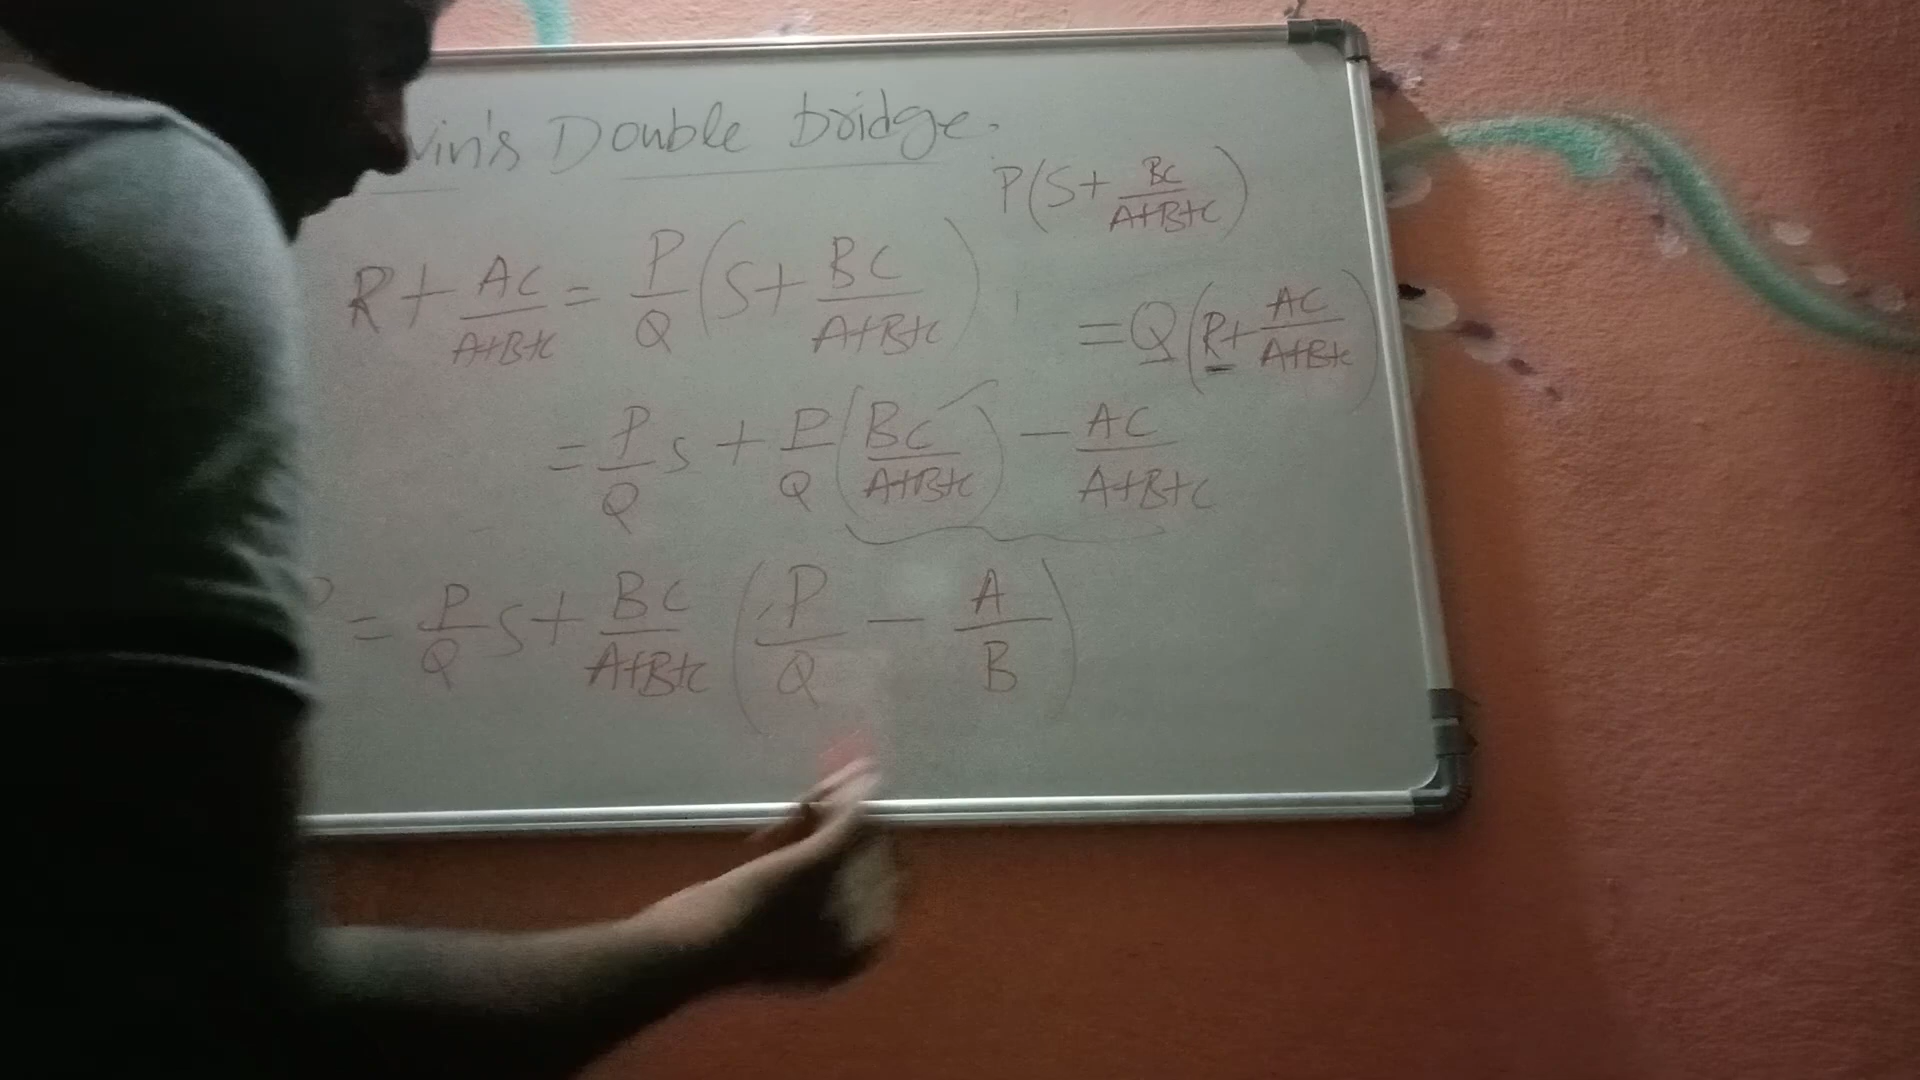 vin's Double bridge.
P(S+ BC/A+B+C)
= Q(R+ AC/A+B+C)
R+ AC/A+B+C = P/Q (S+ BC/A+B+C)
= P/Q S + P/Q (BC/A+B+C) - AC/A+B+C
= P/Q S + BC/A+B+C (P/Q - A/B)